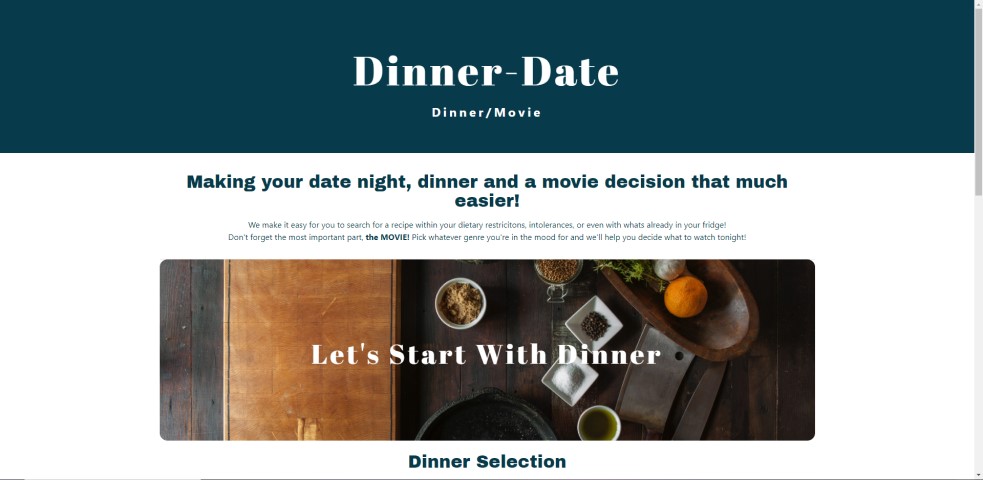 Dinner-Date
Dinner/Movie
Making your date night, dinner and a movie decision that much
easier!
We make it easy for you to search for a recipe within your dietary restricitons, intolerances, or even with whats already in your fridge!
Don't forget the most important part, the MOVIE! Pick whatever genre you're in the mood for and we'll help you decide what to watch tonight!
Let's Start With Dinner
Dinner Selection